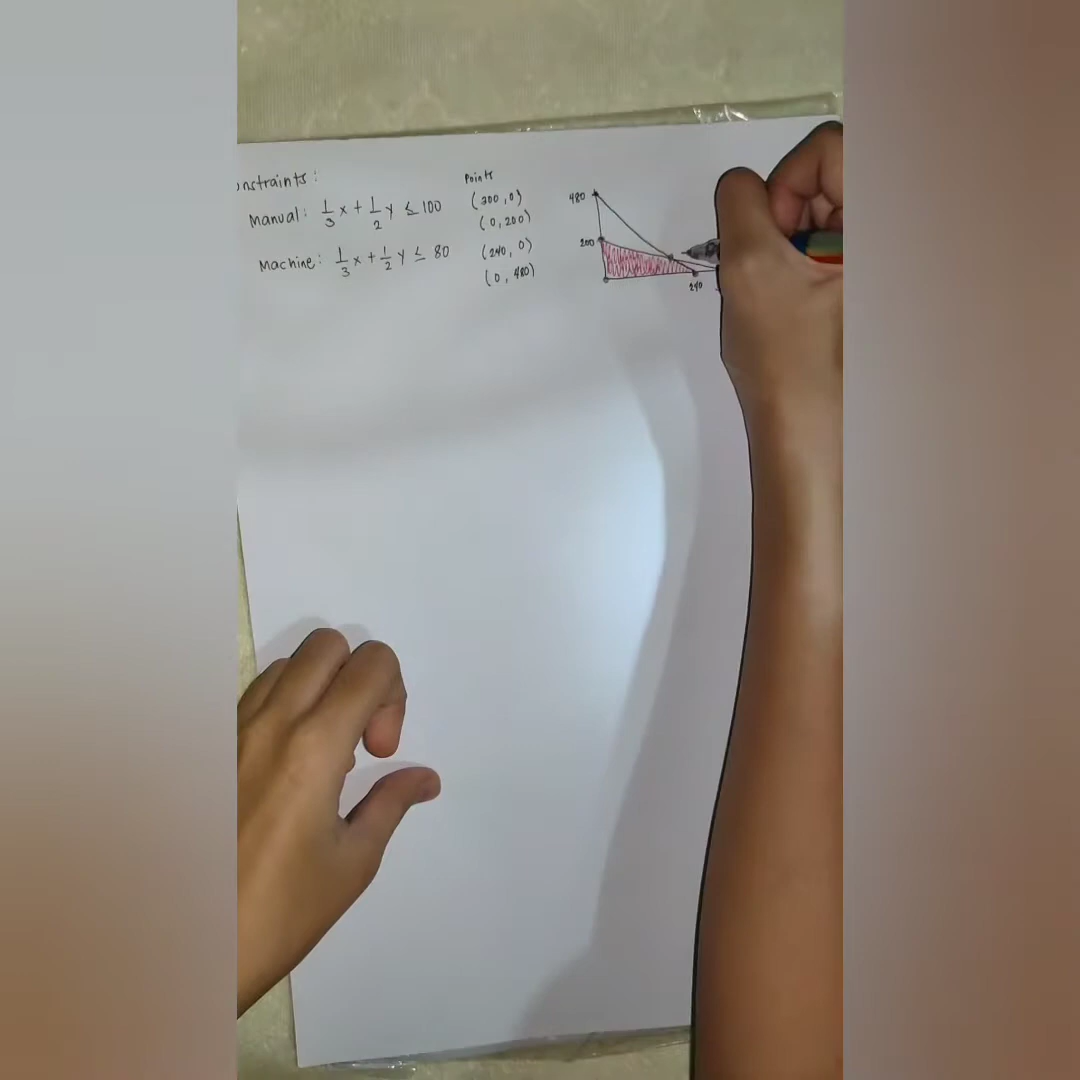 onstraints:
Manual: 1/3 x + 1/2 y ≤ 100
Machine: 1/3 x + 1/2 y ≤ 80
Points
(300, 0)
(0, 200)
(240, 0)
(0, 480)
480
200
240